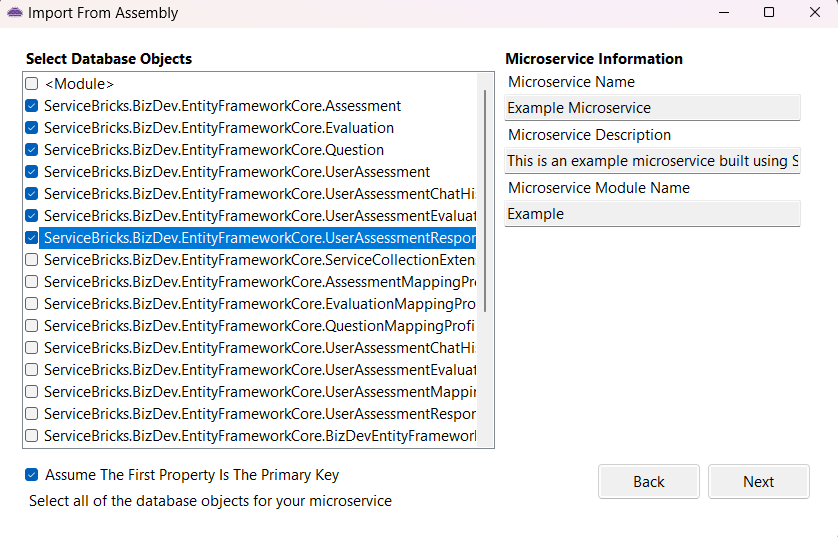 Import From Assembly
Select Database Objects
<Module>
ServiceBricks.BizDev.EntityFrameworkCore.Assessment
ServiceBricks.BizDev.EntityFrameworkCore.Evaluation
ServiceBricks.BizDev.EntityFrameworkCore.Question
ServiceBricks.BizDev.EntityFrameworkCore.UserAssessment
ServiceBricks.BizDev.EntityFrameworkCore.UserAssessmentChatHi
ServiceBricks.BizDev.EntityFrameworkCore.UserAssessmentEvaluat
ServiceBricks.BizDev.EntityFrameworkCore.UserAssessmentRespor
ServiceBricks.BizDev.EntityFrameworkCore.ServiceCollectionExten
ServiceBricks.BizDev.EntityFrameworkCore.AssessmentMappingPro
ServiceBricks.BizDev.EntityFrameworkCore.EvaluationMappingPro
ServiceBricks.BizDev.EntityFrameworkCore.QuestionMappingProfi
ServiceBricks.BizDev.EntityFrameworkCore.UserAssessmentChatHi
ServiceBricks.BizDev.EntityFrameworkCore.UserAssessmentEvaluat
ServiceBricks.BizDev.EntityFrameworkCore.UserAssessmentMappin
ServiceBricks.BizDev.EntityFrameworkCore.UserAssessmentRespor
ServiceBricks.BizDev.EntityFrameworkCore.BizDevEntityFramework
Assume The First Property Is The Primary Key
Select all of the database objects for your microservice
Microservice Information
Microservice Name
Example Microservice
Microservice Description
This is an example microservice built using S
Microservice Module Name
Example
Back
Next